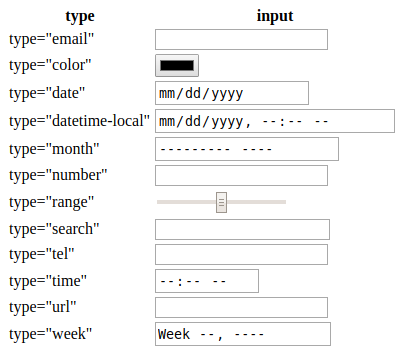 type input
type="email"
type="color"
type="date" mm/dd/yyyy
type="datetime-local" mm/dd/yyyy, --:-- --
type="month" --------- ----
type="number"
type="range"
type="search"
type="tel"
type="time" --:-- --
type="url"
type="week" Week --, ----